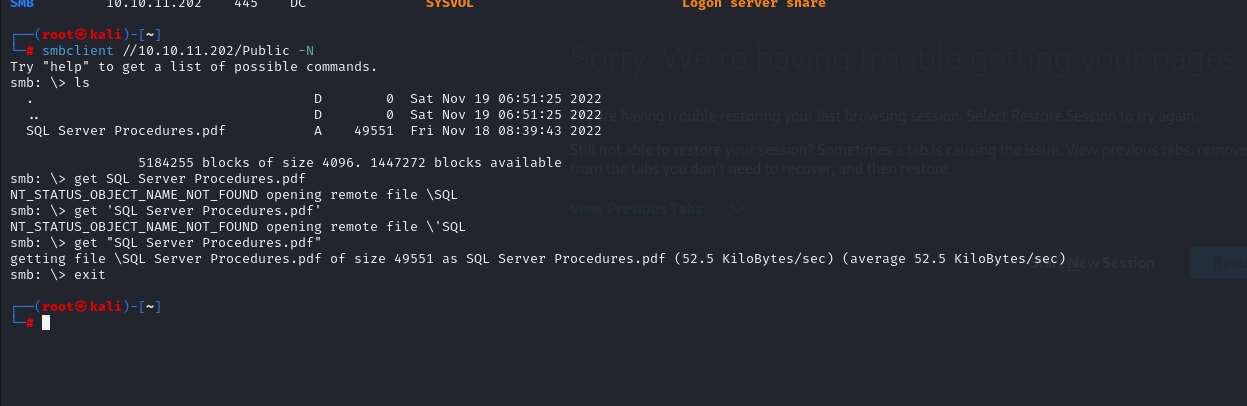 SMB 10.10.11.202 445 DC SYSVOL Logon server share
┌──(root㉿kali)-[~]
└─# smbclient //10.10.11.202/Public -N
Try "help" to get a list of possible commands.
smb: \> ls
. D 0 Sat Nov 19 06:51:25 2022
.. D 0 Sat Nov 19 06:51:25 2022
SQL Server Procedures.pdf A 49551 Fri Nov 18 08:39:43 2022
5184255 blocks of size 4096. 1447272 blocks available
smb: \> get SQL Server Procedures.pdf
NT_STATUS_OBJECT_NAME_NOT_FOUND opening remote file \SQL
smb: \> get 'SQL Server Procedures.pdf'
NT_STATUS_OBJECT_NAME_NOT_FOUND opening remote file \'SQL
smb: \> get "SQL Server Procedures.pdf"
getting file \SQL Server Procedures.pdf of size 49551 as SQL Server Procedures.pdf (52.5 KiloBytes/sec) (average 52.5 KiloBytes/sec)
smb: \> exit
┌──(root㉿kali)-[~]
└─#
Sorry. We're having trouble getting your pages
re having trouble restoring your last browsing session. Select Restore Session to try again.
Still not able to restore your session? Sometimes a tab is causing the issue. View previous tabs, remove
from the tabs you don't need to recover, and then restore.
View Previous Tabs
Start New Session